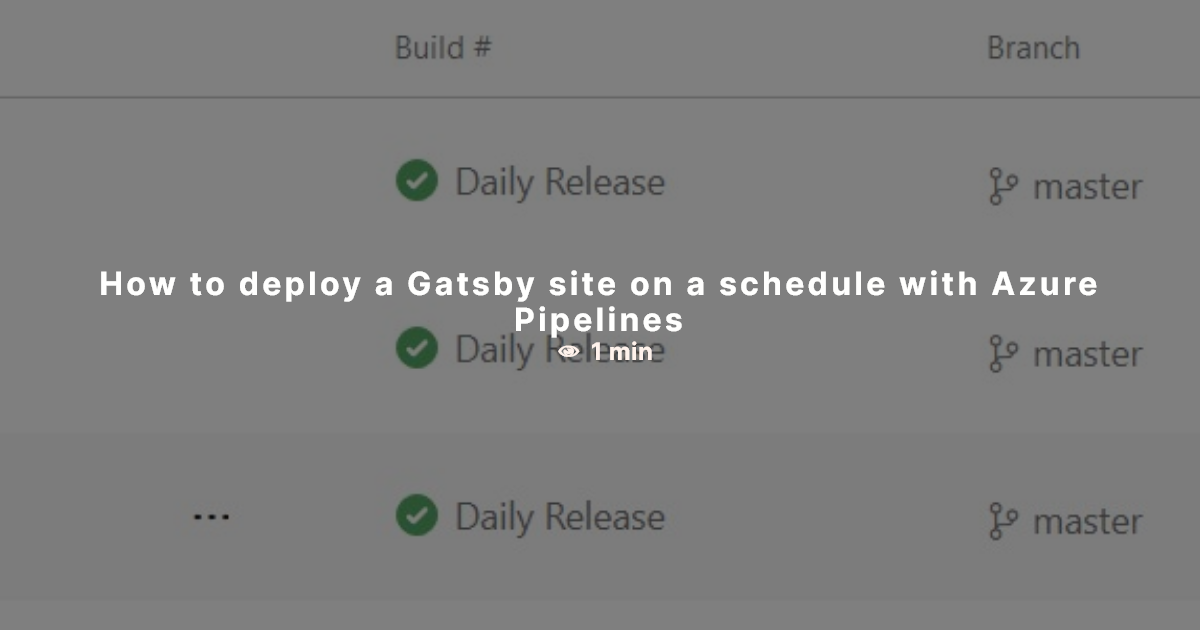 Build # Branch
Daily Release master
How to deploy a Gatsby site on a schedule with Azure
Pipelines
1 min
Daily Release master
... Daily Release master